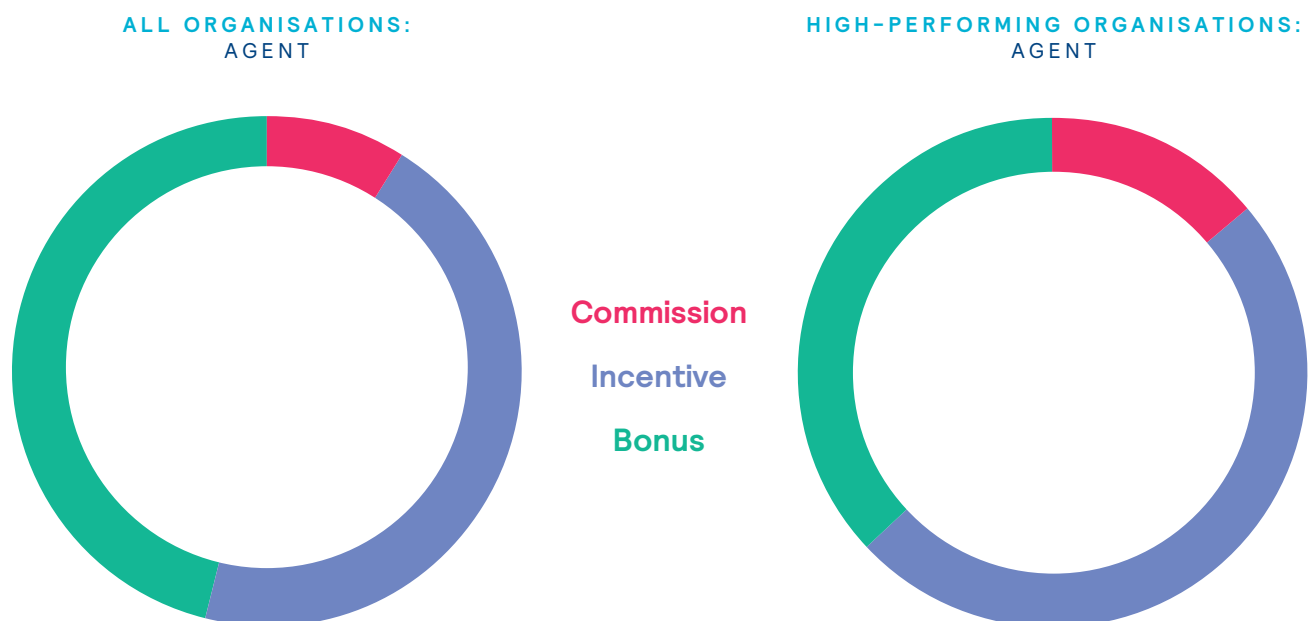 ALL ORGANISATIONS:
AGENT
HIGH-PERFORMING ORGANISATIONS:
AGENT
Commission
Incentive
Bonus